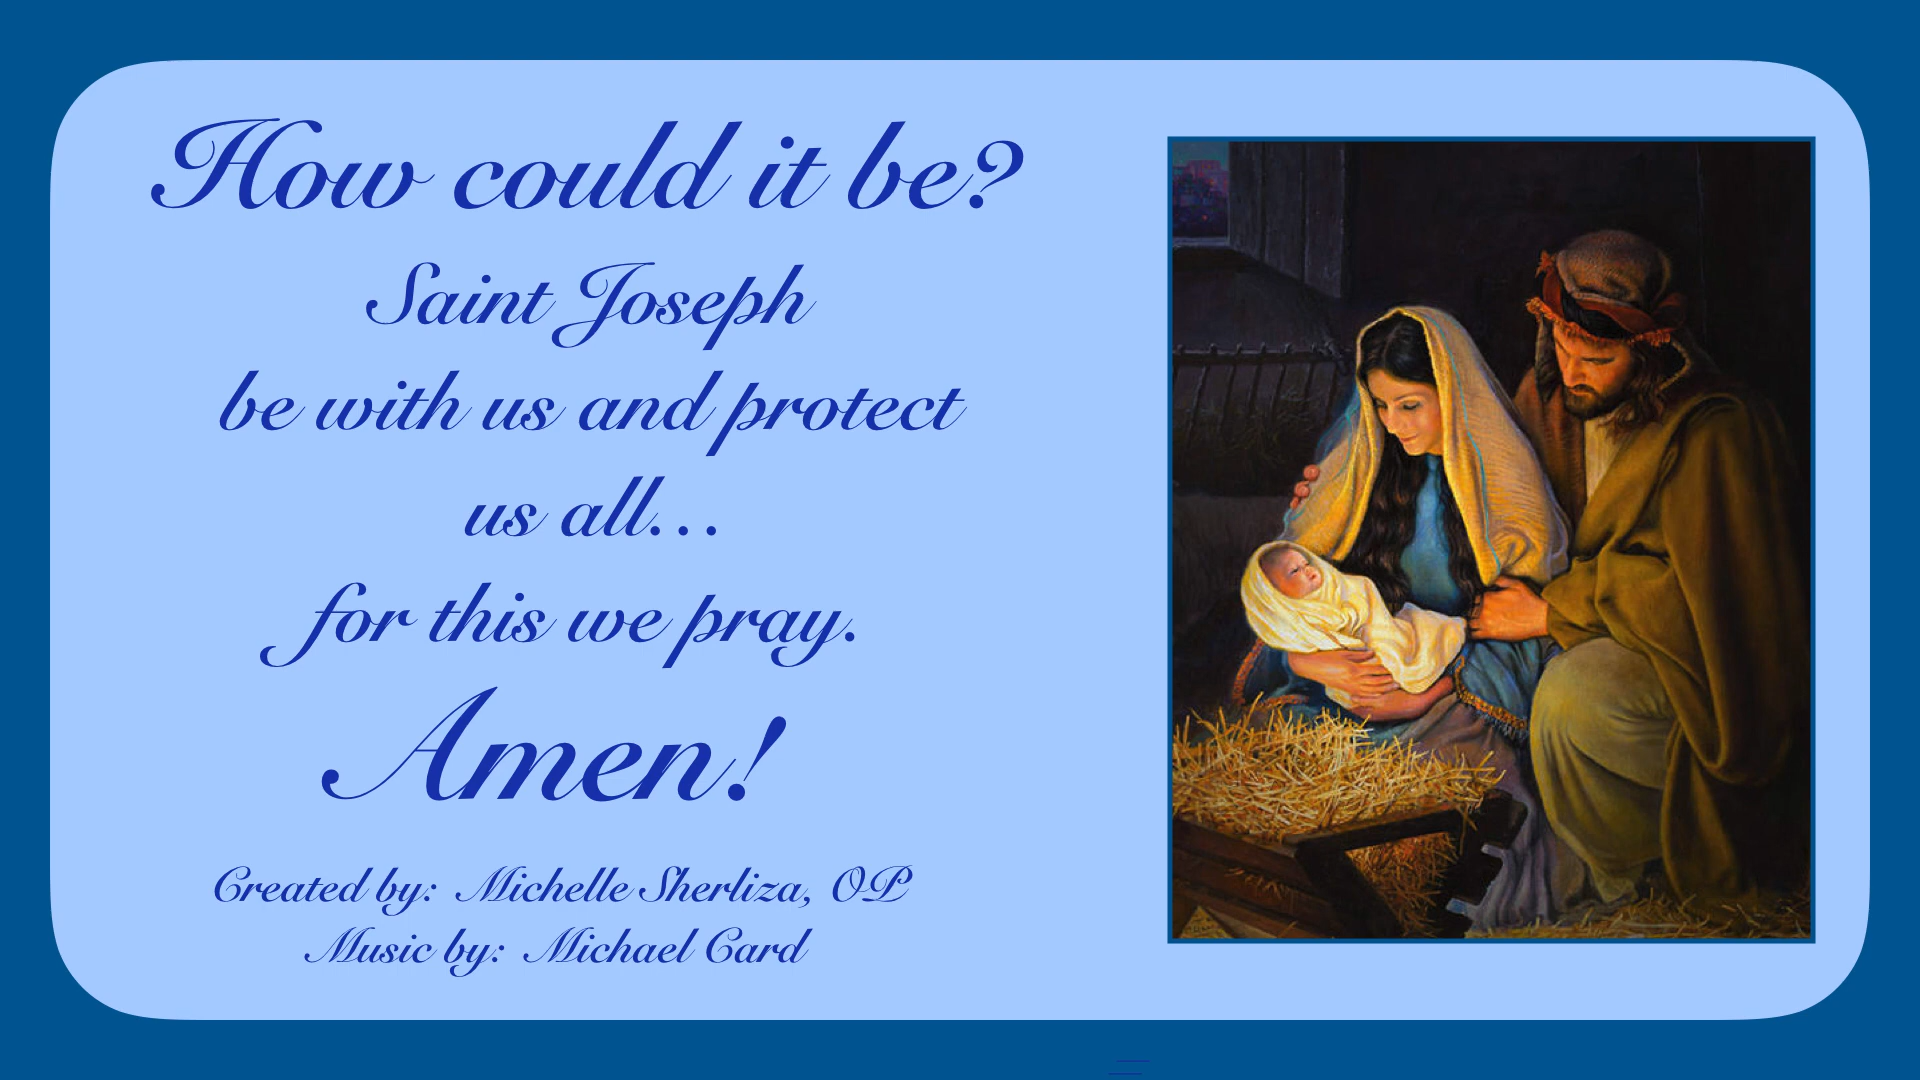 How could it be?
Saint Joseph
be with us and protect
us all…
for this we pray.
Amen!
Created by: Michelle Sherliza, OP
Music by: Michael Card